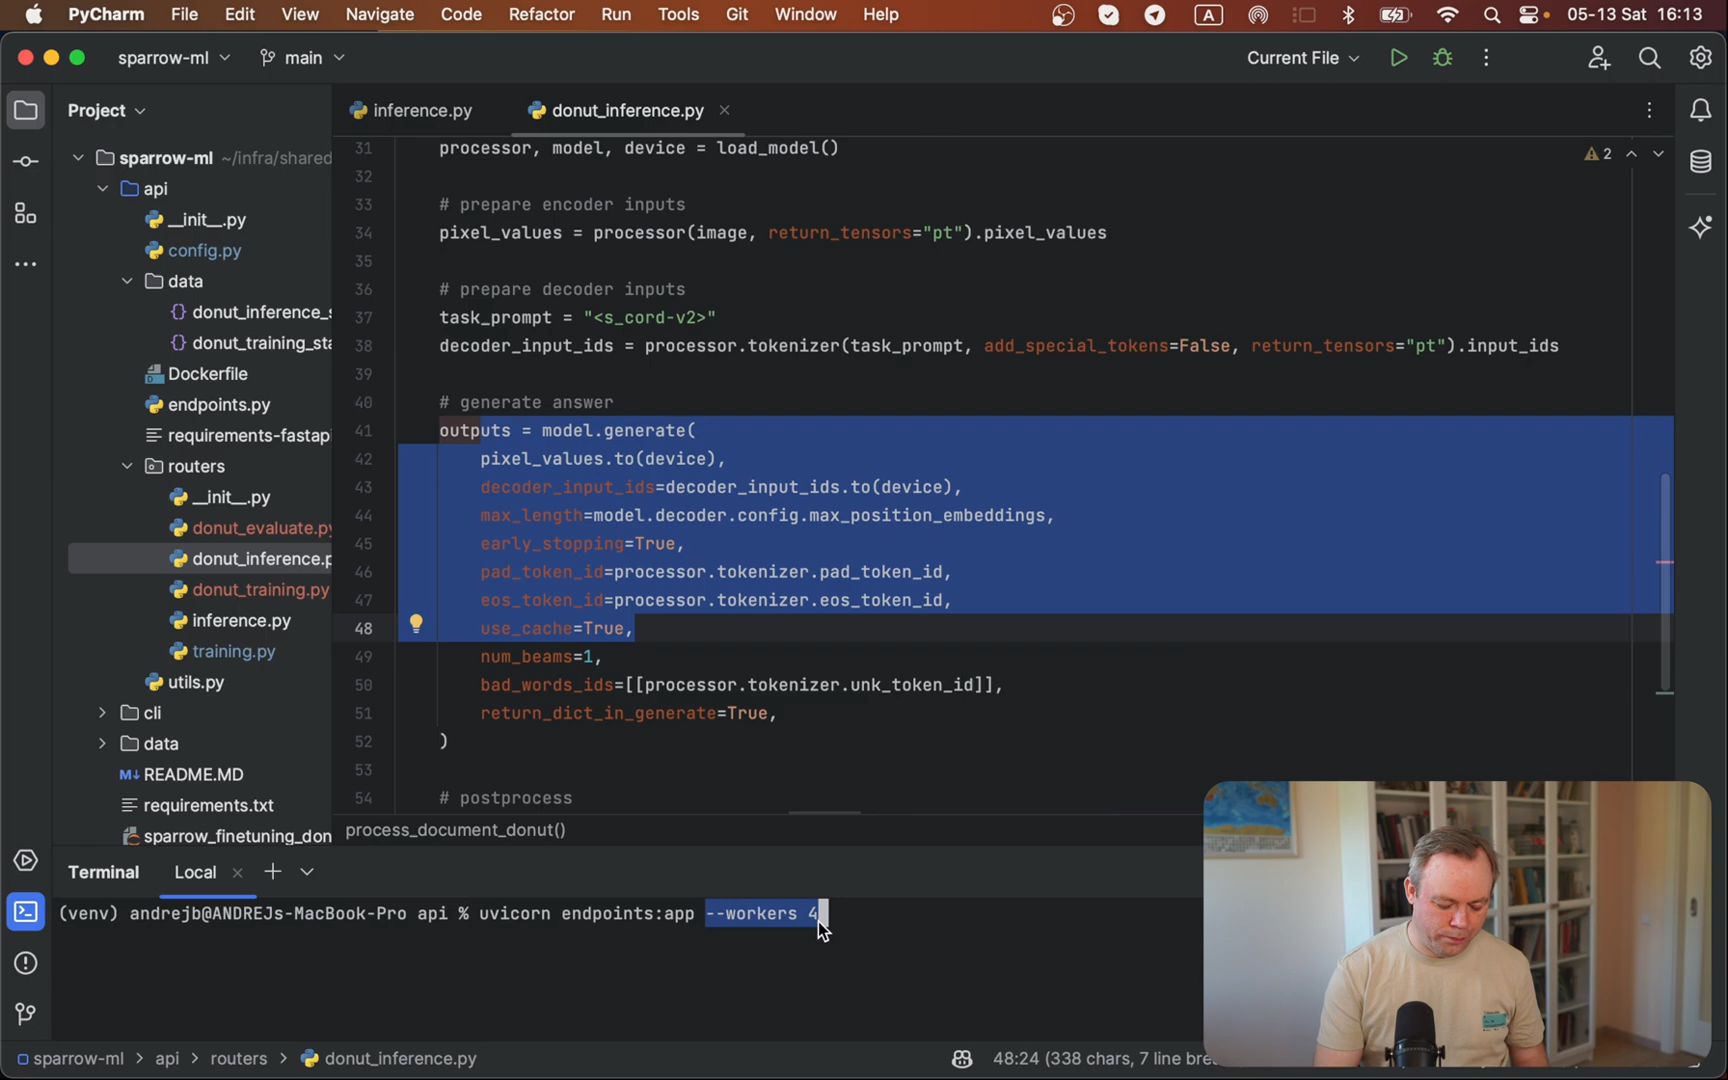 PyCharm File Edit View Navigate Code Refactor Run Tools Git Window Help A 05-13 Sat 16:13
sparrow-ml main Current File
Project
inference.py donut_inference.py
sparrow-ml ~/infra/shared
api
__init__.py
config.py
data
donut_inference_s
donut_training_sta
Dockerfile
endpoints.py
requirements-fastapi
routers
__init__.py
donut_evaluate.py
donut_inference.p
donut_training.py
inference.py
training.py
utils.py
cli
data
M↓ README.MD
requirements.txt
sparrow_finetuning_don
2
31 processor, model, device = load_model()
32
33 # prepare encoder inputs
34 pixel_values = processor(image, return_tensors="pt").pixel_values
35
36 # prepare decoder inputs
37 task_prompt = "<s_cord-v2>"
38 decoder_input_ids = processor.tokenizer(task_prompt, add_special_tokens=False, return_tensors="pt").input_ids
39
40 # generate answer
41 outputs = model.generate(
42 pixel_values.to(device),
43 decoder_input_ids=decoder_input_ids.to(device),
44 max_length=model.decoder.config.max_position_embeddings,
45 early_stopping=True,
46 pad_token_id=processor.tokenizer.pad_token_id,
47 eos_token_id=processor.tokenizer.eos_token_id,
48 use_cache=True,
49 num_beams=1,
50 bad_words_ids=[[processor.tokenizer.unk_token_id]],
51 return_dict_in_generate=True,
52 )
53
54 # postprocess
process_document_donut()
Terminal Local
(venv) andrejb@ANDREJs-MacBook-Pro api % uvicorn endpoints:app --workers 4
sparrow-ml > api > routers > donut_inference.py 48:24 (338 chars, 7 line bre